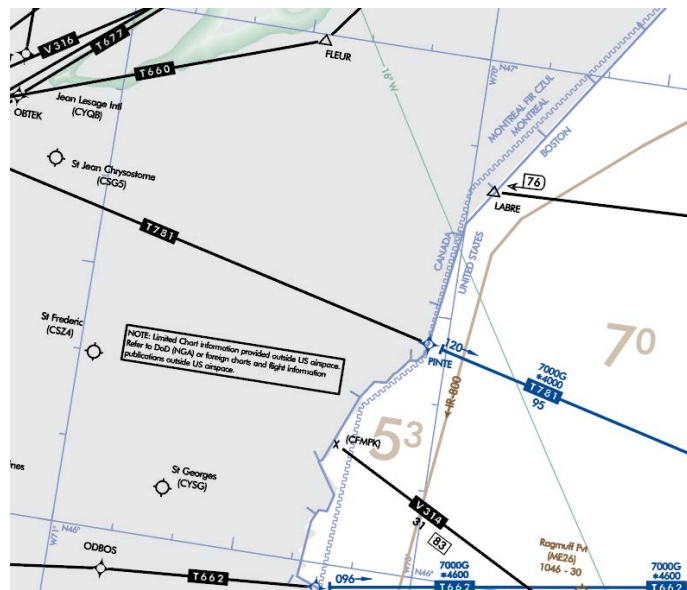 V316
T677
T660
FLEUR
OBTEK
Jean Lesage Intl
(CYQB)
16°W
W70°
N47°
MONTREAL FIR CZUL
MONTREAL
BOSTON
St Jean Chrysostome
(CSG5)
76
LABRE
T781
CANADA
UNITED STATES
St Frederic
(CSZ4)
NOTE: Limited Chart information provided outside US airspace.
Refer to DoD (NGA) or foreign charts and flight information
publications outside US airspace.
120
PINTE
7⁰
7000G
*4000
T781
95
IR-800
5³
(CFMPK)
x
St Georges
(CYSG)
ines
V314
31
83
W71°
N46°
ODBOS
T662
096
W70°
N46°
7000G
*4600
T662
Ragmuff Pvt
(ME26)
1046 - 30
7000G
*4600
T662